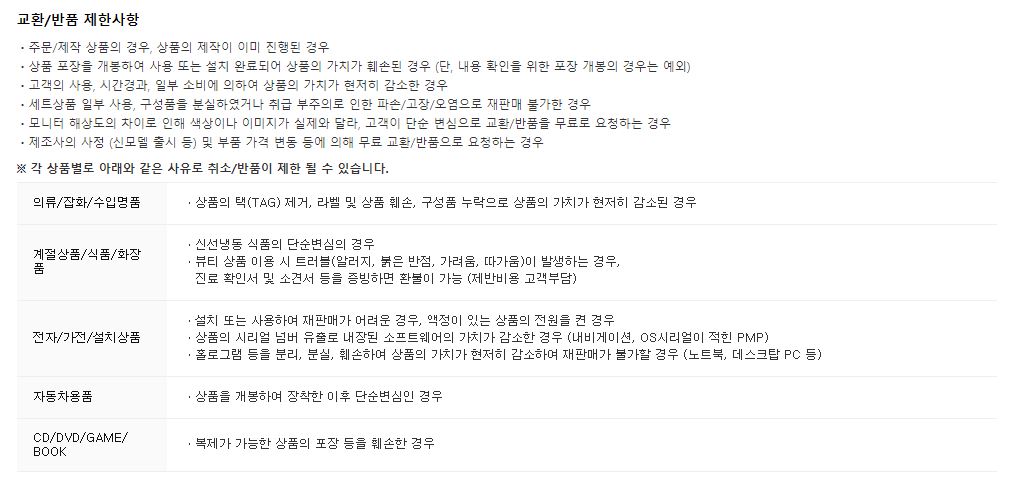 교환/반품 제한사항
· 주문/제작 상품의 경우, 상품의 제작이 이미 진행된 경우
· 상품 포장을 개봉하여 사용 또는 설치 완료되어 상품의 가치가 훼손된 경우 (단, 내용 확인을 위한 포장 개봉의 경우는 예외)
· 고객의 사용, 시간경과, 일부 소비에 의하여 상품의 가치가 현저히 감소한 경우
· 세트상품 일부 사용, 구성품을 분실하였거나 취급 부주의로 인한 파손/고장/오염으로 재판매 불가한 경우
· 모니터 해상도의 차이로 인해 색상이나 이미지가 실제와 달라, 고객이 단순 변심으로 교환/반품을 무료로 요청하는 경우
· 제조사의 사정 (신모델 출시 등) 및 부품 가격 변동 등에 의해 무료 교환/반품으로 요청하는 경우
※ 각 상품별로 아래와 같은 사유로 취소/반품이 제한 될 수 있습니다.
의류/잡화/수입명품
· 상품의 택(TAG) 제거, 라벨 및 상품 훼손, 구성품 누락으로 상품의 가치가 현저히 감소된 경우
계절상품/식품/화장
품
· 신선냉동 식품의 단순변심의 경우
· 뷰티 상품 이용 시 트러블(알러지, 붉은 반점, 가려움, 따가움)이 발생하는 경우,
진료 확인서 및 소견서 등을 증빙하면 환불이 가능 (제반비용 고객부담)
전자/가전/설치상품
· 설치 또는 사용하여 재판매가 어려운 경우, 액정이 있는 상품의 전원을 켠 경우
· 상품의 시리얼 넘버 유출로 내장된 소프트웨어의 가치가 감소한 경우 (내비게이션, OS시리얼이 적힌 PMP)
· 홀로그램 등을 분리, 분실, 훼손하여 상품의 가치가 현저히 감소하여 재판매가 불가할 경우 (노트북, 데스크탑 PC 등)
자동차용품
· 상품을 개봉하여 장착한 이후 단순변심인 경우
CD/DVD/GAME/
BOOK
· 복제가 가능한 상품의 포장 등을 훼손한 경우